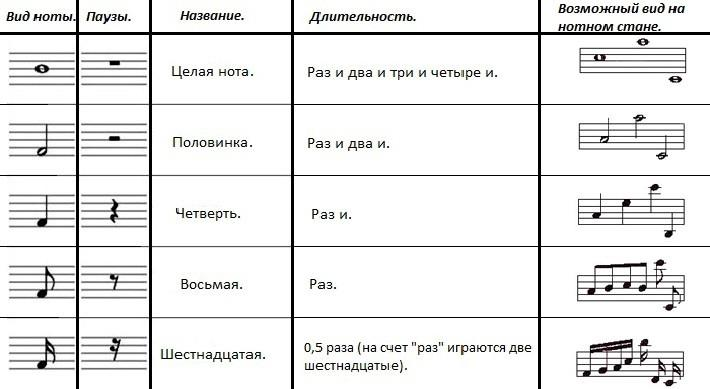 Вид ноты. Паузы. Название. Длительность. Возможный вид на
нотном стане.
Целая нота. Раз и два и три и четыре и.
Половинка. Раз и два и.
Четверть. Раз и.
Восьмая. Раз.
Шестнадцатая. 0,5 раза (на счет "раз" играются две
шестнадцатые).